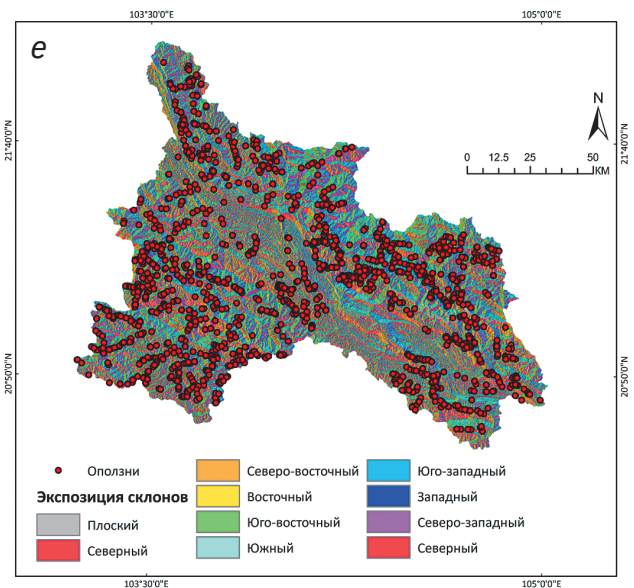 103°30'0"E 105°0'0"E
е
N
21°40'0"N 21°40'0"N
0 12.5 25 50
КМ
20°50'0"N 20°50'0"N
Оползни
Экспозиция склонов
Плоский
Северный
Северо-восточный
Восточный
Юго-восточный
Южный
Юго-западный
Западный
Северо-западный
Северный
103°30'0"E 105°0'0"E